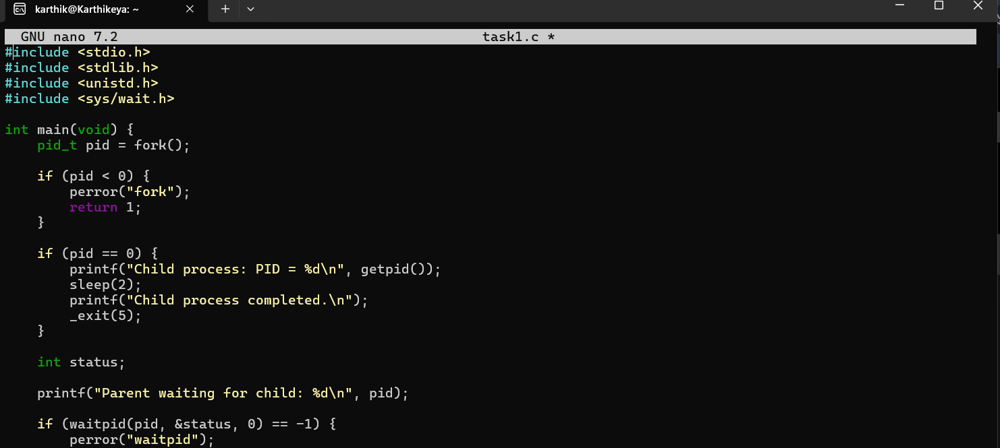 karthik@Karthikeya: ~
GNU nano 7.2 task1.c *
#include <stdio.h>
#include <stdlib.h>
#include <unistd.h>
#include <sys/wait.h>

int main(void) {
    pid_t pid = fork();

    if (pid < 0) {
        perror("fork");
        return 1;
    }

    if (pid == 0) {
        printf("Child process: PID = %d\n", getpid());
        sleep(2);
        printf("Child process completed.\n");
        _exit(5);
    }

    int status;

    printf("Parent waiting for child: %d\n", pid);

    if (waitpid(pid, &status, 0) == -1) {
        perror("waitpid");